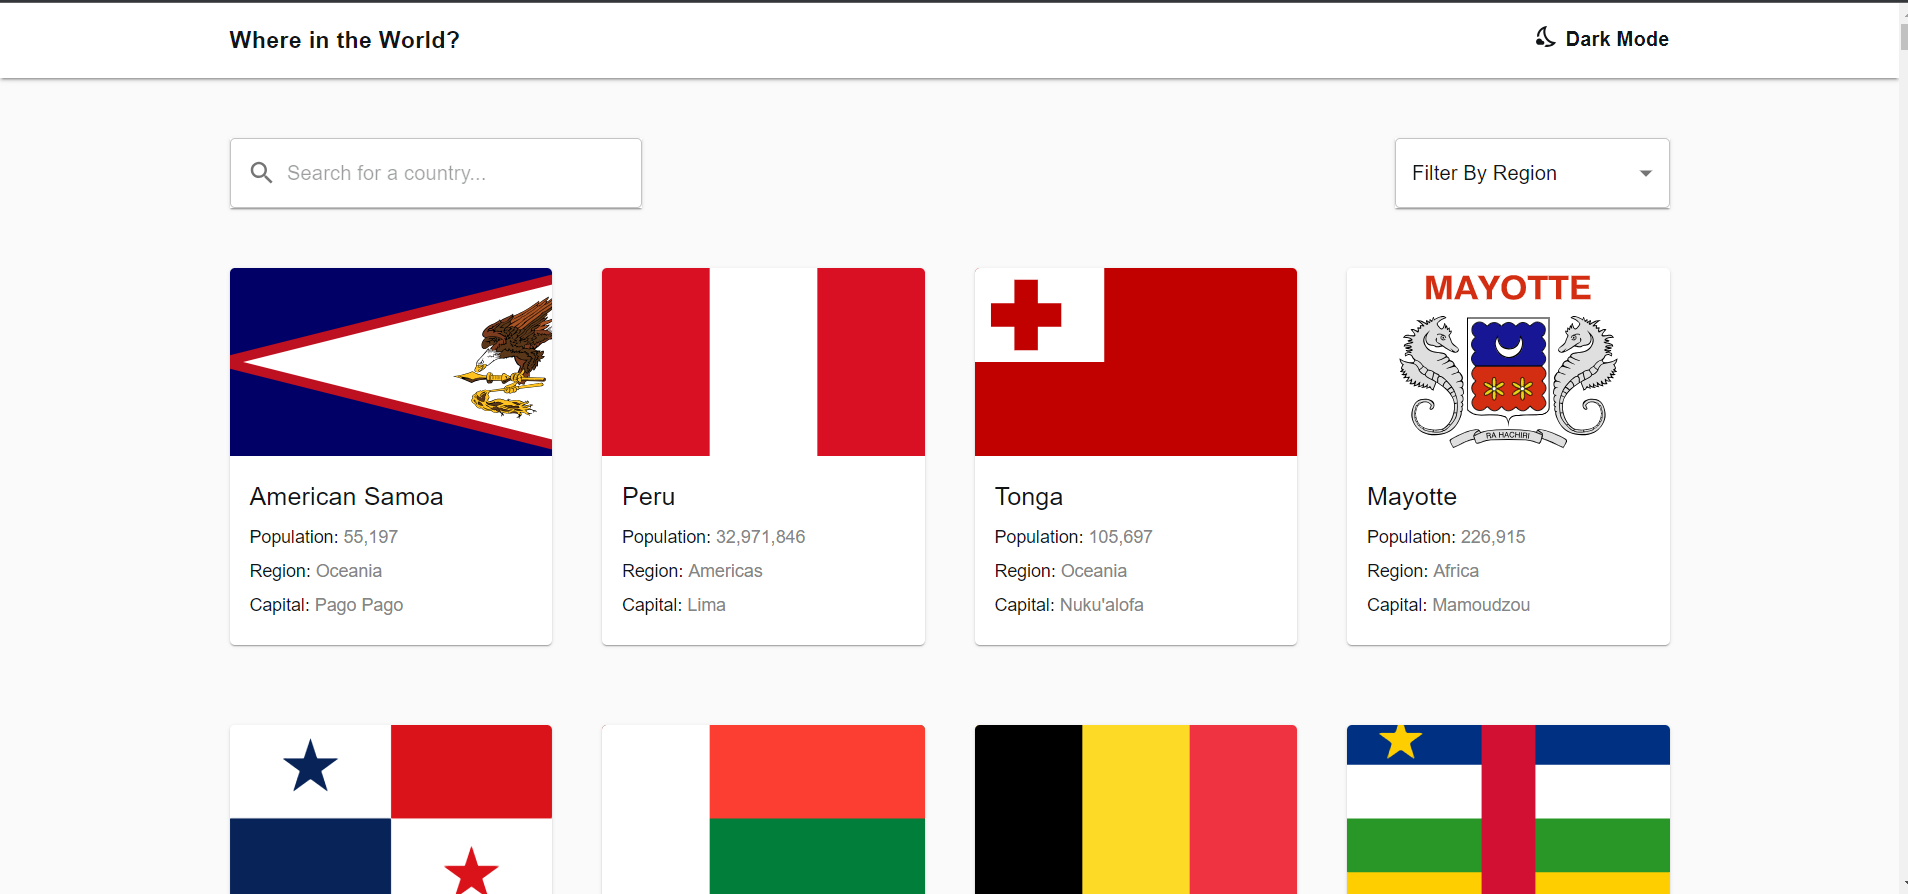 Where in the World?
Dark Mode
Search for a country...
Filter By Region
MAYOTTE
RA HACHIRI
American Samoa
Population: 55,197
Region: Oceania
Capital: Pago Pago
Peru
Population: 32,971,846
Region: Americas
Capital: Lima
Tonga
Population: 105,697
Region: Oceania
Capital: Nuku'alofa
Mayotte
Population: 226,915
Region: Africa
Capital: Mamoudzou